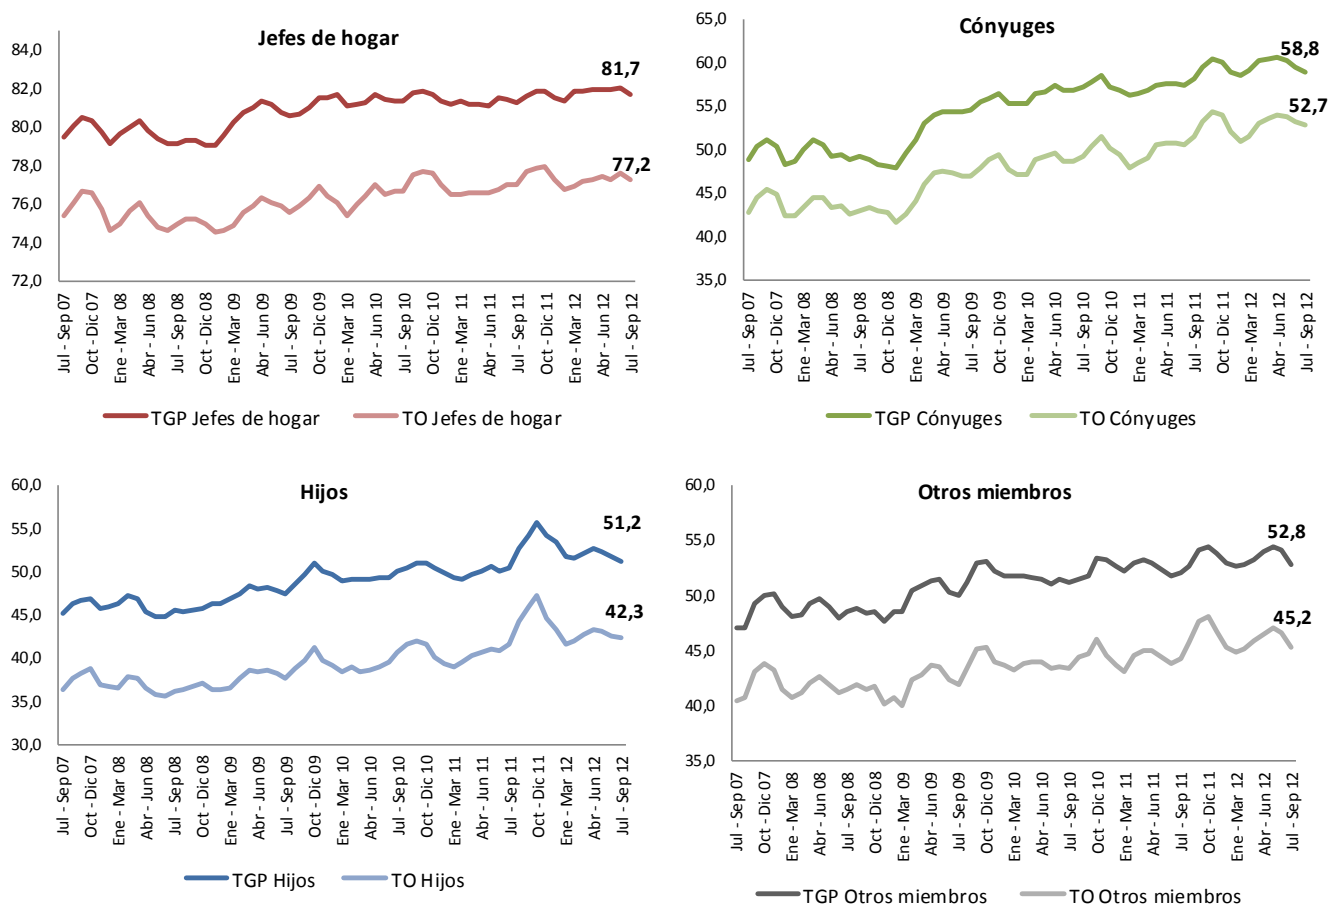 Jefes de hogar
84,0
82,0
80,0
78,0
76,0
74,0
72,0
81,7
77,2
Jul - Sep 07
Oct - Dic 07
Ene - Mar 08
Abr - Jun 08
Jul - Sep 08
Oct - Dic 08
Ene - Mar 09
Abr - Jun 09
Jul - Sep 09
Oct - Dic 09
Ene - Mar 10
Abr - Jun 10
Jul - Sep 10
Oct - Dic 10
Ene - Mar 11
Abr - Jun 11
Jul - Sep 11
Oct - Dic 11
Ene - Mar 12
Abr - Jun 12
Jul - Sep 12
TGP Jefes de hogar
TO Jefes de hogar
Cónyuges
65,0
60,0
55,0
50,0
45,0
40,0
35,0
58,8
52,7
Jul - Sep 07
Oct - Dic 07
Ene - Mar 08
Abr - Jun 08
Jul - Sep 08
Oct - Dic 08
Ene - Mar 09
Abr - Jun 09
Jul - Sep 09
Oct - Dic 09
Ene - Mar 10
Abr - Jun 10
Jul - Sep 10
Oct - Dic 10
Ene - Mar 11
Abr - Jun 11
Jul - Sep 11
Oct - Dic 11
Ene - Mar 12
Abr - Jun 12
Jul - Sep 12
TGP Cónyuges
TO Cónyuges
Hijos
60,0
55,0
50,0
45,0
40,0
35,0
30,0
51,2
42,3
Jul - Sep 07
Oct - Dic 07
Ene - Mar 08
Abr - Jun 08
Jul - Sep 08
Oct - Dic 08
Ene - Mar 09
Abr - Jun 09
Jul - Sep 09
Oct - Dic 09
Ene - Mar 10
Abr - Jun 10
Jul - Sep 10
Oct - Dic 10
Ene - Mar 11
Abr - Jun 11
Jul - Sep 11
Oct - Dic 11
Ene - Mar 12
Abr - Jun 12
Jul - Sep 12
TGP Hijos
TO Hijos
Otros miembros
60,0
55,0
50,0
45,0
40,0
35,0
52,8
45,2
Jul - Sep 07
Oct - Dic 07
Ene - Mar 08
Abr - Jun 08
Jul - Sep 08
Oct - Dic 08
Ene - Mar 09
Abr - Jun 09
Jul - Sep 09
Oct - Dic 09
Ene - Mar 10
Abr - Jun 10
Jul - Sep 10
Oct - Dic 10
Ene - Mar 11
Abr - Jun 11
Jul - Sep 11
Oct - Dic 11
Ene - Mar 12
Abr - Jun 12
Jul - Sep 12
TGP Otros miembros
TO Otros miembros